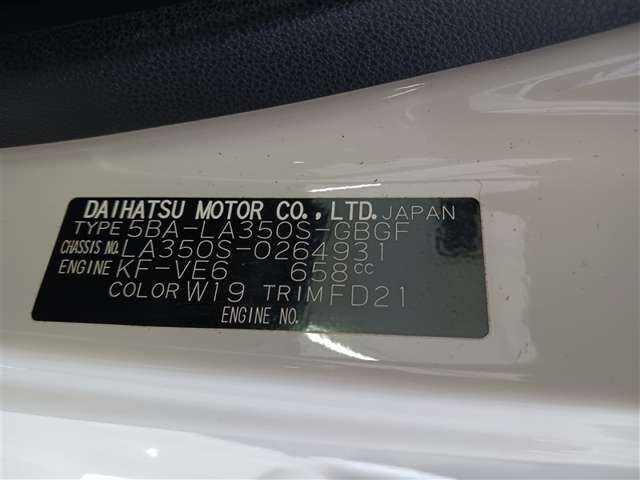 DAIHATSU MOTOR CO., LTD. JAPAN
TYPE 5BA-LA350S-GBGF
CHASSIS NO. LA350S-0264931
ENGINE KF-VE6 658cc
COLOR W19 TRIM FD21
ENGINE NO.